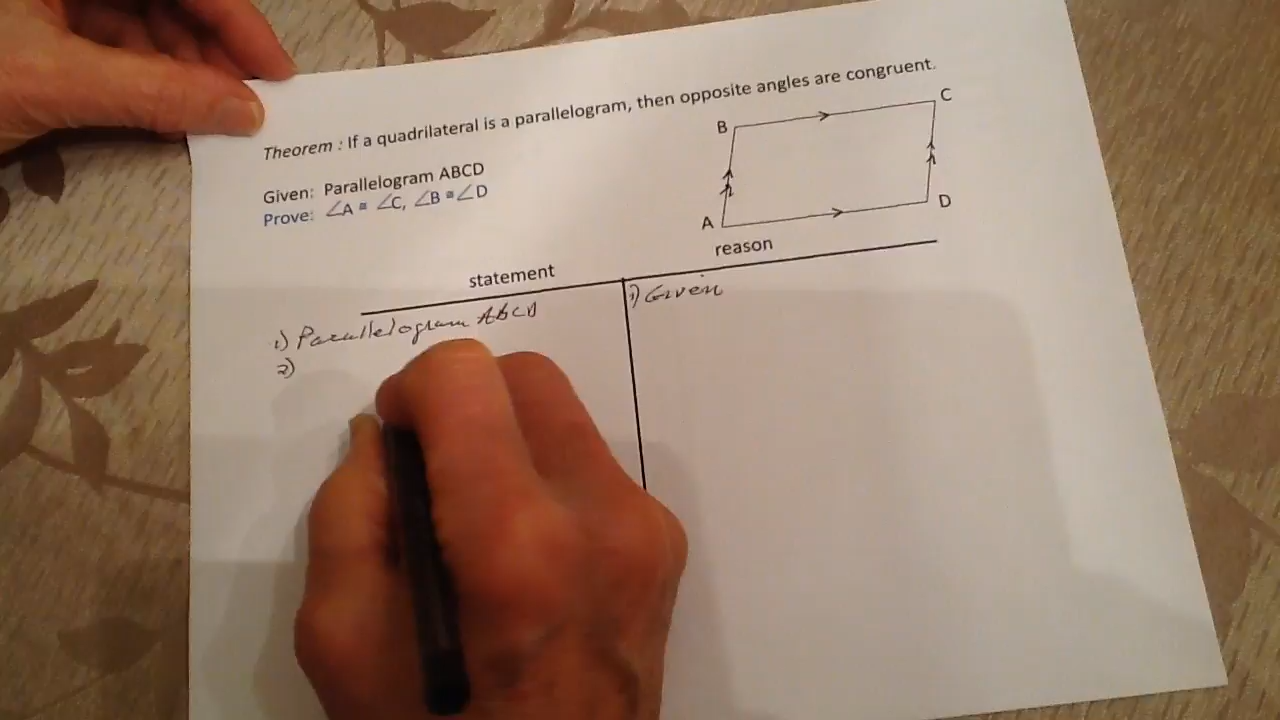 Theorem : If a quadrilateral is a parallelogram, then opposite angles are congruent.
Given: Parallelogram ABCD
Prove: ∠A ≅ ∠C, ∠B ≅ ∠D
B
C
A
D
statement
reason
1) Parallelogram ABCD
1) Given
2)